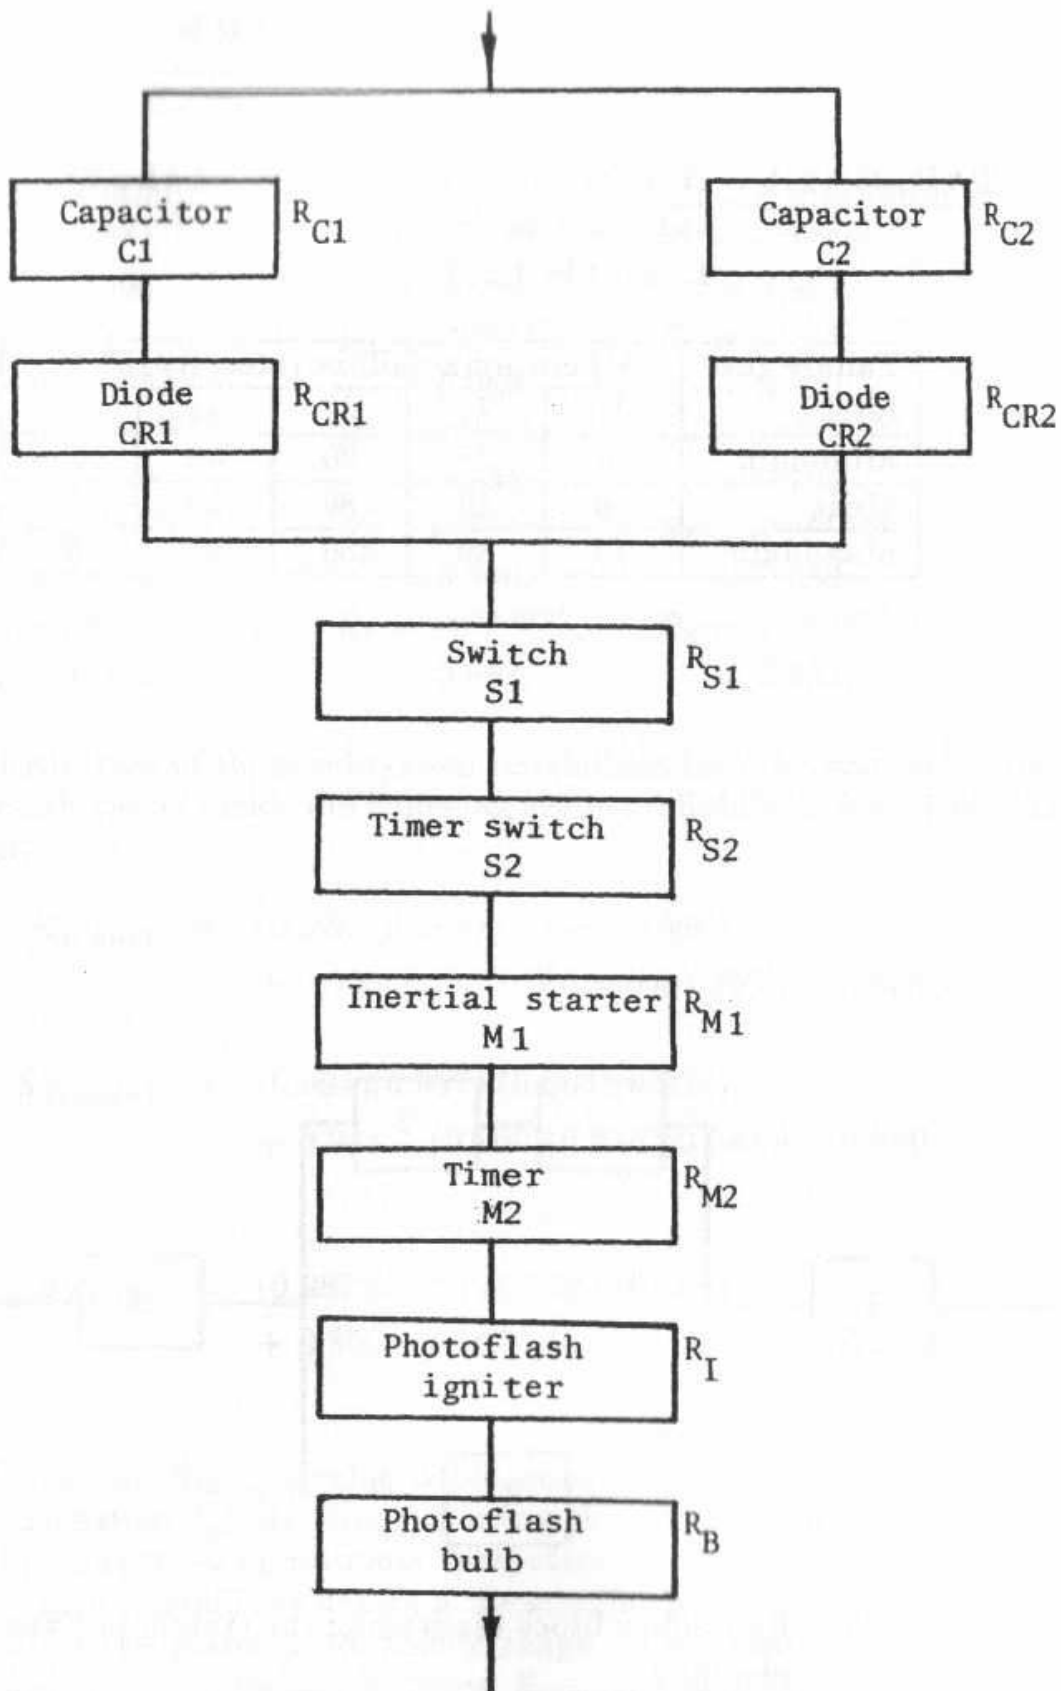 Capacitor
C1
R_C1
Capacitor
C2
R_C2
Diode
CR1
R_CR1
Diode
CR2
R_CR2
Switch
S1
R_S1
Timer switch
S2
R_S2
Inertial starter
M1
R_M1
Timer
M2
R_M2
Photoflash
igniter
R_I
Photoflash
bulb
R_B